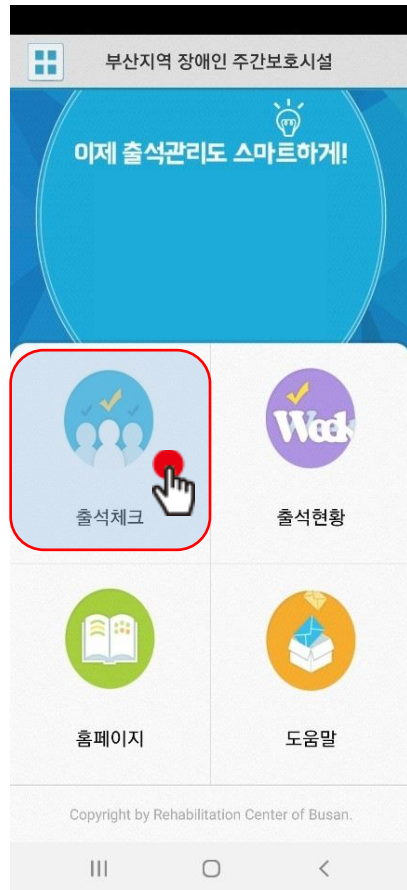 부산지역 장애인 주간보호시설
이제 출석관리도 스마트하게!
Week
출석체크
출석현황
홈페이지
도움말
Copyright by Rehabilitation Center of Busan.